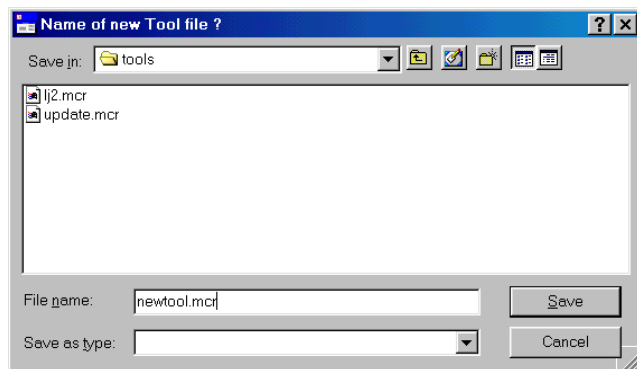 Name of new Tool file ?
Save in: tools
lj2.mcr
update.mcr
File name: newtool.mcr Save
Save as type: Cancel